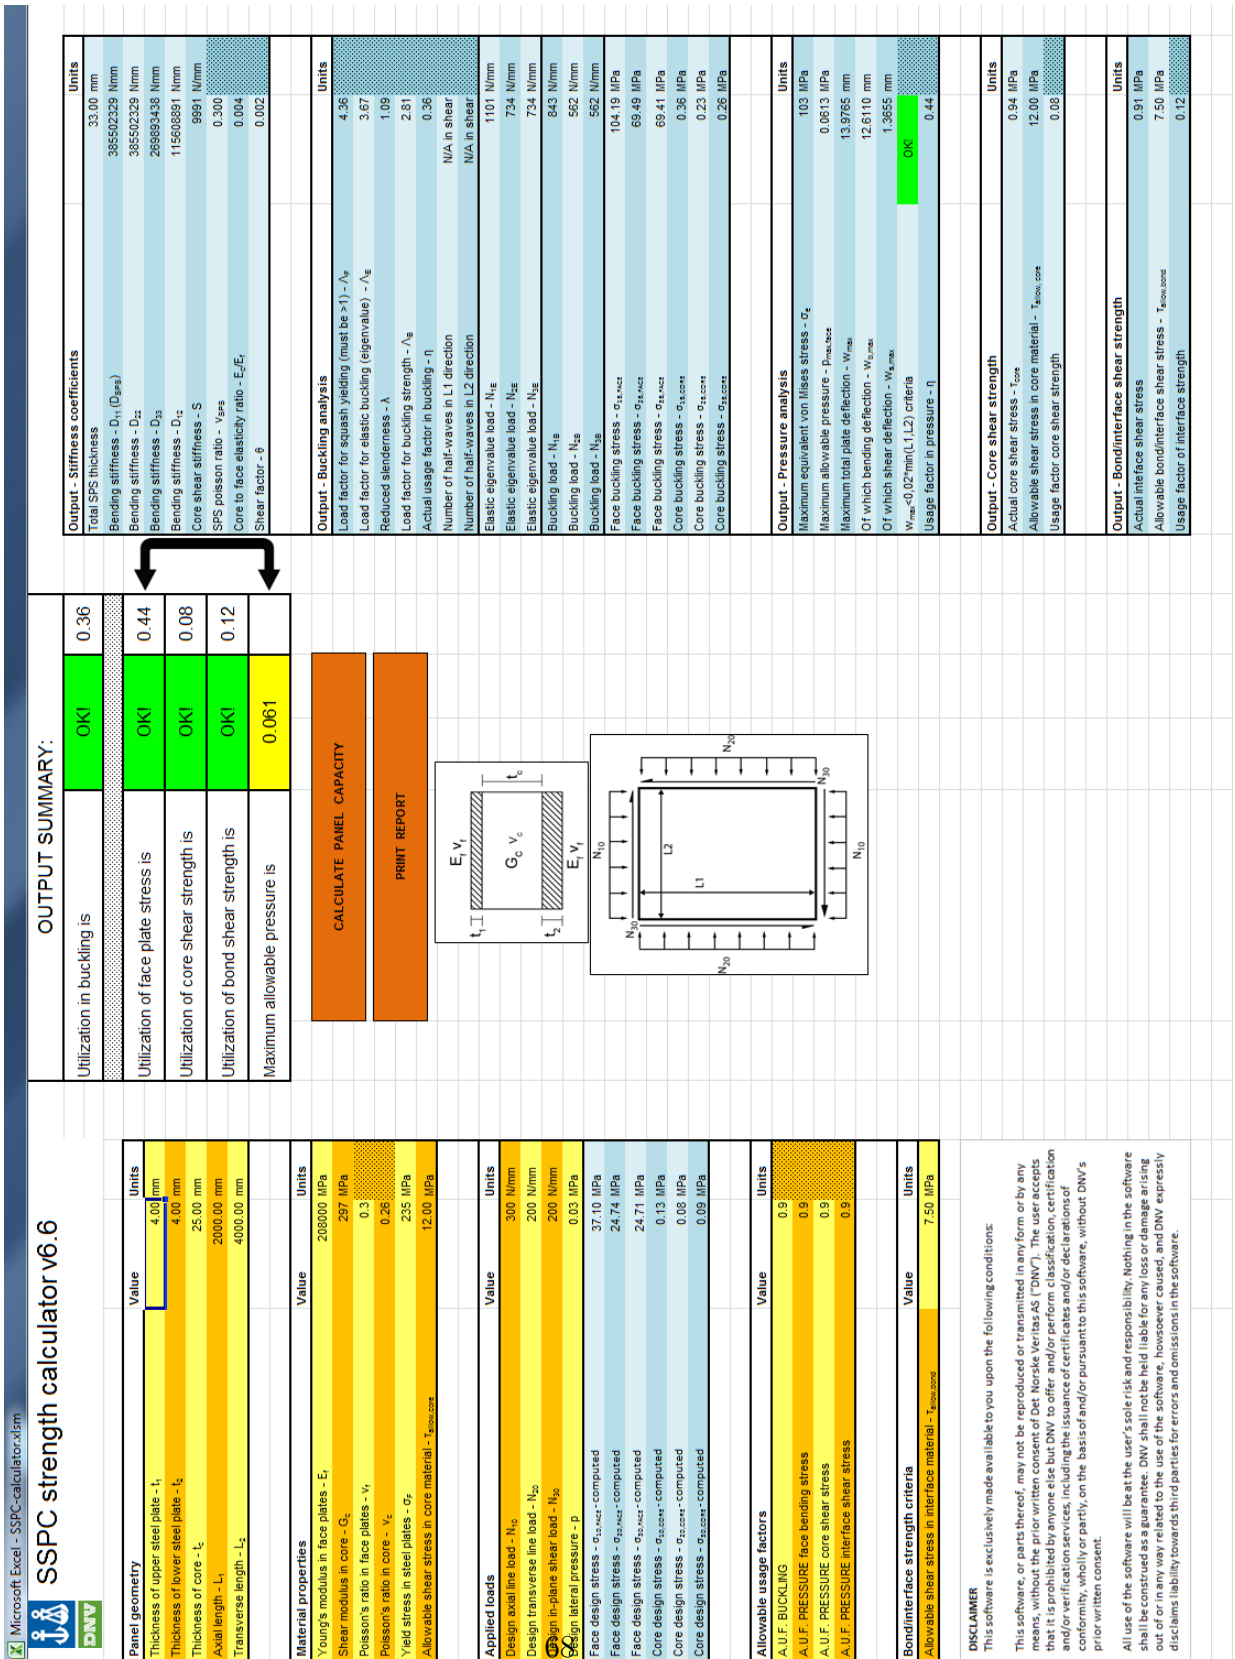 Microsoft Excel - SSPC-calculator.xlsm
DNV
SSPC strength calculator v6.6
Panel geometry Value Units
Thickness of upper steel plate - t1 4.00 mm
Thickness of lower steel plate - t2 4.00 mm
Thickness of core - tc 25.00 mm
Axial length - L1 2000.00 mm
Transverse length - L2 4000.00 mm
Material properties Units
Young's modulus in face plates - Ef 208000 MPa
Shear modulus in core - Gc 297 MPa
Poisson's ratio in face plates - vf 0.3
Poisson's ratio in core - vc 0.26
Yield stress in steel plates - σF 235 MPa
Allowable shear stress in core material - Tallow,core 12.00 MPa
Applied loads Units
Design axial line load - N10 300 N/mm
Design transverse line load - N20 200 N/mm
Design in-plane shear load - N30 200 N/mm
Design lateral pressure - p 0.03 MPa
Face design stress - σ10,FACE - computed 37.10 MPa
Face design stress - σ20,FACE - computed 24.74 MPa
Face design stress - σ30,FACE - computed 24.71 MPa
Core design stress - σ10,CORE - computed 0.13 MPa
Core design stress - σ20,CORE - computed 0.08 MPa
Core design stress - σ30,CORE - computed 0.09 MPa
Allowable usage factors Value Units
A.U.F. BUCKLING 0.9
A.U.F. PRESSURE face bending stress 0.9
A.U.F. PRESSURE core shear stress 0.9
A.U.F. PRESSURE interface shear stress 0.9
Bond/interface strength criteria Value Units
Allowable shear stress in interface material - Tallow,bond 7.50 MPa
DISCLAIMER
This software is exclusively made available to you upon the following conditions:
This software, or parts thereof, may not be reproduced or transmitted in any form or by any
means, without the prior written consent of Det Norske Veritas AS ("DNV"). The user accepts
that it is prohibited by anyone else but DNV to offer and/or perform classification, certification
and/or verification services, including the issuance of certificates and/or declarations of
conformity, wholly or partly, on the basis of and/or pursuant to this software, without DNV's
prior written consent.
All use of the software will be at the user's sole risk and responsibility. Nothing in the software
shall be construed as a guarantee. DNV shall not be held liable for any loss or damage arising
out of or in any way related to the use of the software, howsoever caused, and DNV expressly
disclaims liability towards third parties for errors and omissions in the software.
OUTPUT SUMMARY:
Utilization in buckling is OK! 0.36
Utilization of face plate stress is OK! 0.44
Utilization of core shear strength is OK! 0.08
Utilization of bond shear strength is OK! 0.12
Maximum allowable pressure is 0.061
CALCULATE PANEL CAPACITY
PRINT REPORT
t1 Ef vf
Gc vc tc
t2 Ef vf
N10
N30
L2
N20 L1 N20
N30
N10
Output - Stiffness coefficients Units
Total SPS thickness 33.00 mm
Bending stiffness - D11 (DSPS) 385502329 Nmm
Bending stiffness - D22 385502329 Nmm
Bending stiffness - D33 269893438 Nmm
Bending stiffness - D12 115608891 Nmm
Core shear stiffness - S 9991 N/mm
SPS poisson ratio - vSPS 0.300
Core to face elasticity ratio - Ec/Ef 0.004
Shear factor - θ 0.092
Output - Buckling analysis Units
Load factor for squash yielding (must be >1) - ΛF 4.36
Load factor for elastic buckling (eigenvalue) - ΛE 3.67
Reduced slenderness - λ 1.09
Load factor for buckling strength - ΛB 2.81
Actual usage factor in buckling - η 0.36
Number of half-waves in L1 direction N/A in shear
Number of half-waves in L2 direction N/A in shear
Elastic eigenvalue load - N1E 1101 N/mm
Elastic eigenvalue load - N2E 734 N/mm
Elastic eigenvalue load - N3E 734 N/mm
Buckling load - N1B 843 N/mm
Buckling load - N2B 562 N/mm
Buckling load - N3B 562 N/mm
Face buckling stress - σ1B,FACE 104.19 MPa
Face buckling stress - σ2B,FACE 69.49 MPa
Face buckling stress - σ3B,FACE 69.41 MPa
Core buckling stress - σ1B,CORE 0.36 MPa
Core buckling stress - σ2B,CORE 0.23 MPa
Core buckling stress - σ3B,CORE 0.26 MPa
Output - Pressure analysis Units
Maximum equivalent von Mises stress - σe 103 MPa
Maximum allowable pressure - pmax,face 0.0613 MPa
Maximum total plate deflection - wmax 13.9765 mm
Of which bending deflection - wb,max 12.6110 mm
Of which shear deflection - ws,max 1.3655 mm
wmax<0,02*min(L1,L2) criteria OK!
Usage factor in pressure - η 0.44
Output - Core shear strength Units
Actual core shear stress - Tcore 0.94 MPa
Allowable shear stress in core material - Tallow, core 12.00 MPa
Usage factor core shear strength 0.08
Output - Bond/interface shear strength Units
Actual interface shear stress 0.91 MPa
Allowable bond/interface shear stress - Tallow,bond 7.50 MPa
Usage factor of interface strength 0.12